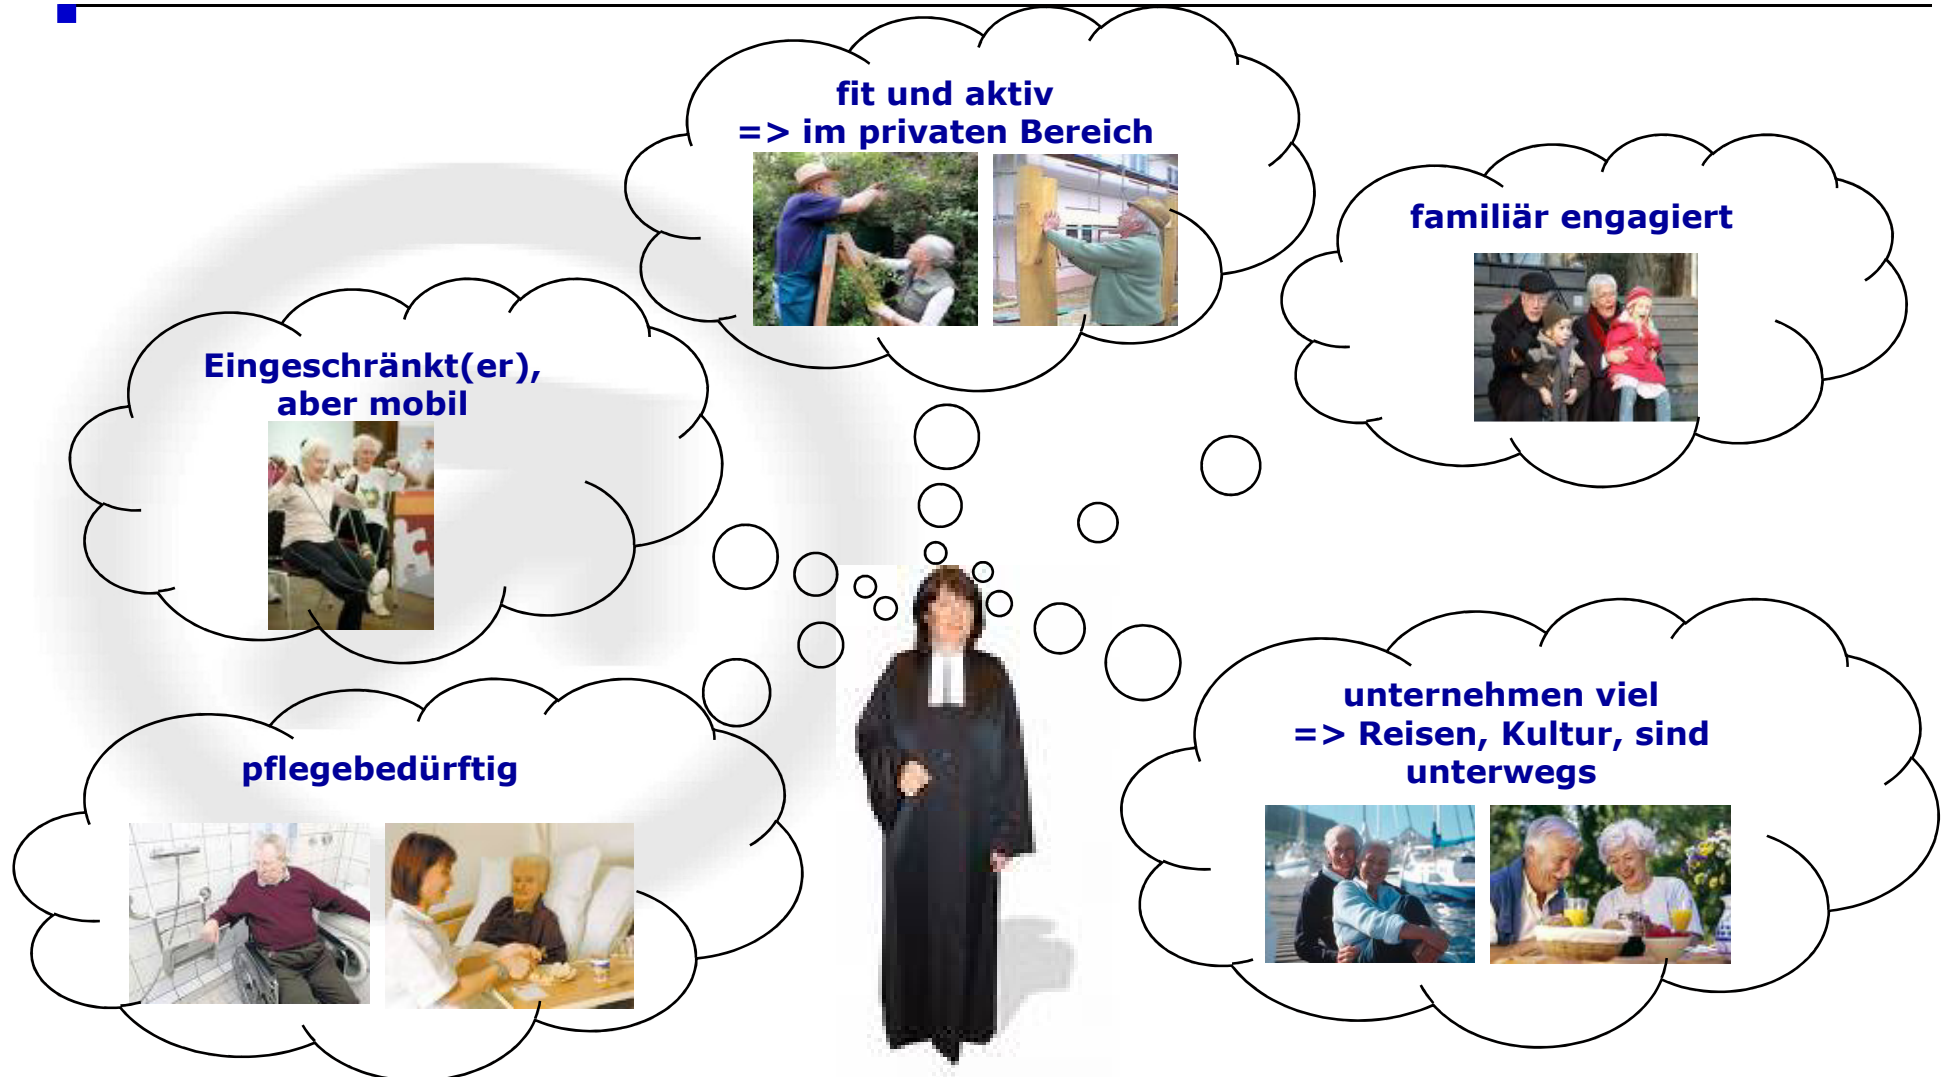 fit und aktiv
=> im privaten Bereich
familiär engagiert
Eingeschränkt(er),
aber mobil
unternehmen viel
=> Reisen, Kultur, sind
unterwegs
pflegebedürftig